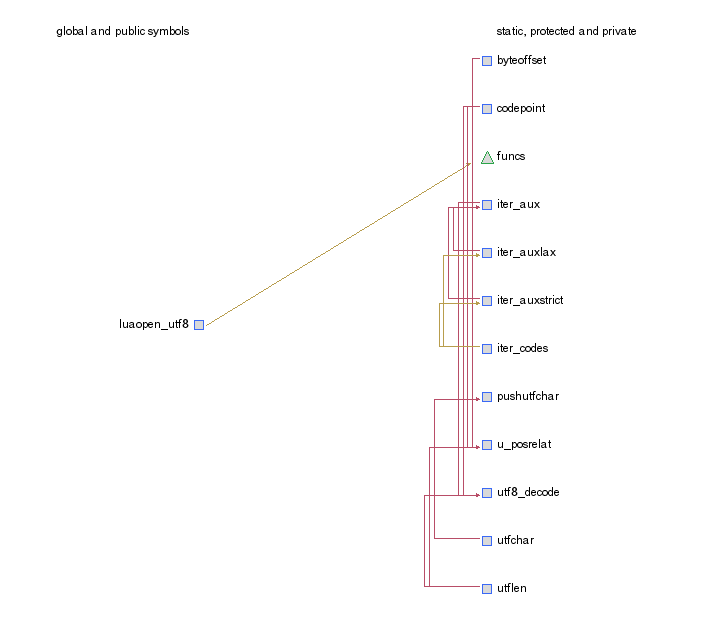 global and public symbols
static, protected and private
byteoffset
codepoint
funcs
iter_aux
iter_auxlax
iter_auxstrict
luaopen_utf8
iter_codes
pushutfchar
u_posrelat
utf8_decode
utfchar
utflen